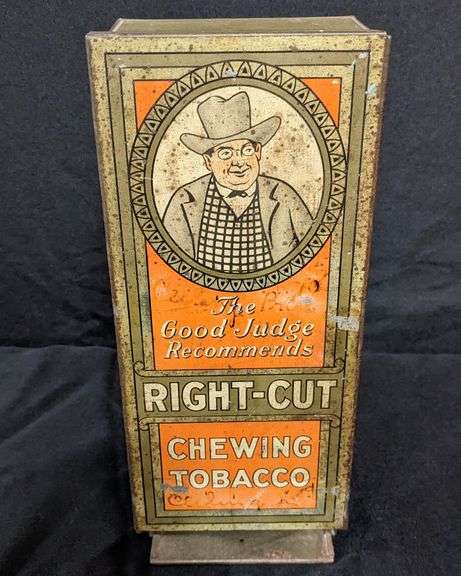 The
Good Judge
Recommends
RIGHT-CUT
CHEWING
TOBACCO